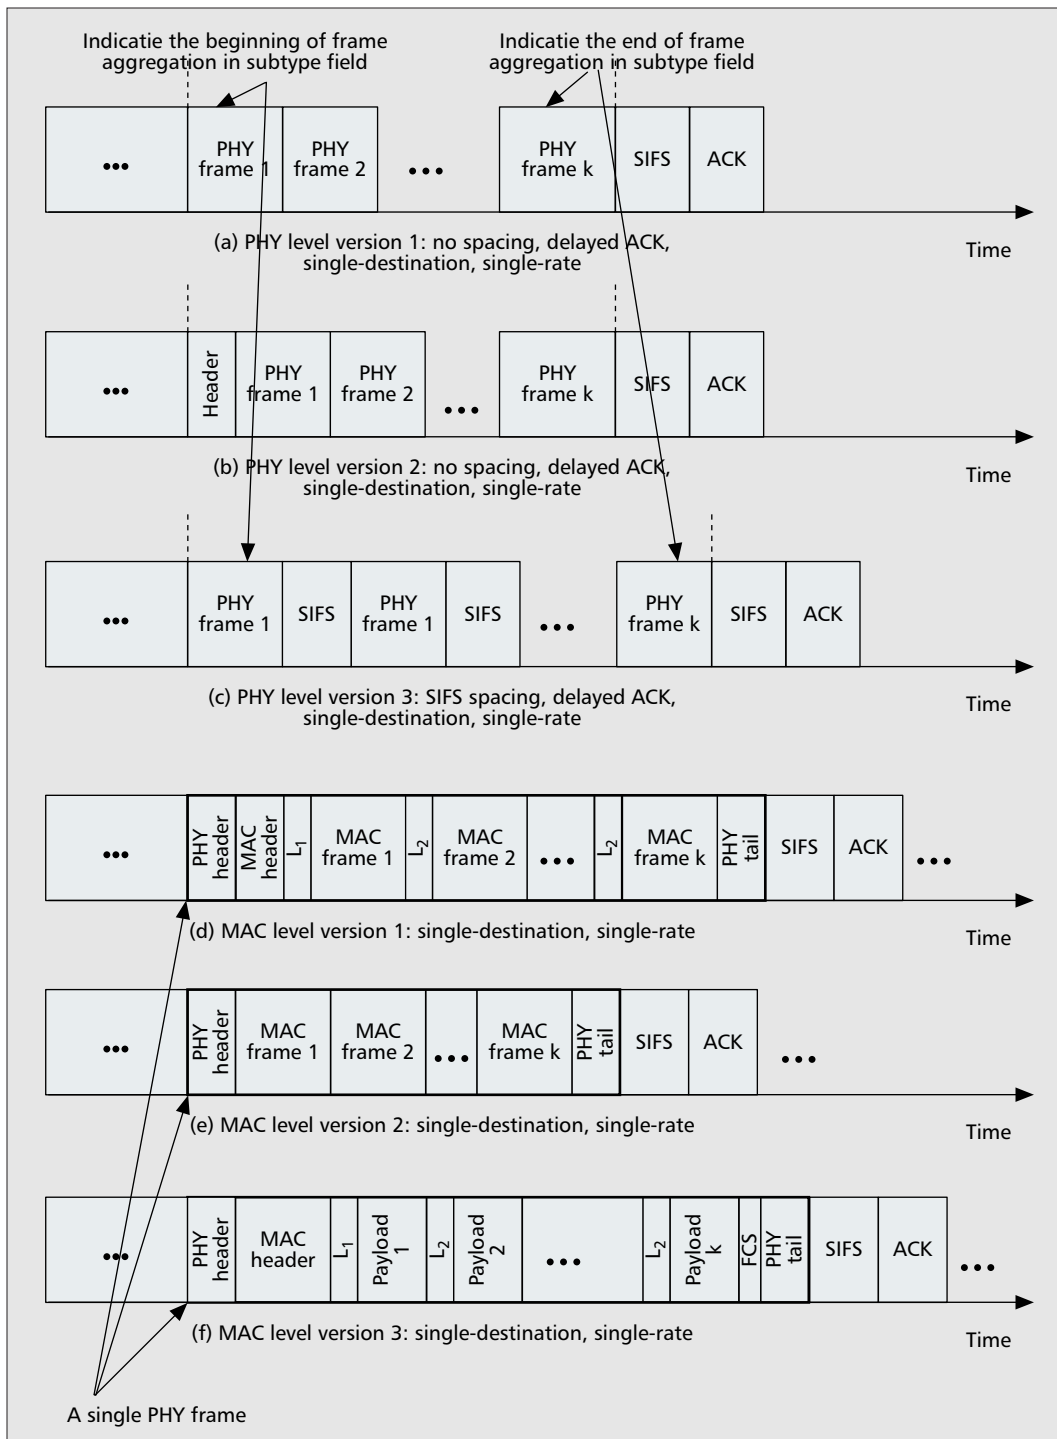 Indicatie the beginning of frame
aggregation in subtype field
Indicatie the end of frame
aggregation in subtype field
•••
PHY
frame 1
PHY
frame 2
•••
PHY
frame k
SIFS
ACK
(a) PHY level version 1: no spacing, delayed ACK,
single-destination, single-rate
Time
•••
Header
PHY
frame 1
PHY
frame 2
•••
PHY
frame k
SIFS
ACK
(b) PHY level version 2: no spacing, delayed ACK,
single-destination, single-rate
Time
•••
PHY
frame 1
SIFS
PHY
frame 1
SIFS
•••
PHY
frame k
SIFS
ACK
(c) PHY level version 3: SIFS spacing, delayed ACK,
single-destination, single-rate
Time
•••
PHY
header
MAC
header
L1
MAC
frame 1
L2
MAC
frame 2
•••
L2
MAC
frame k
PHY
tail
SIFS
ACK
•••
(d) MAC level version 1: single-destination, single-rate
Time
•••
PHY
header
MAC
frame 1
MAC
frame 2
•••
MAC
frame k
PHY
tail
SIFS
ACK
•••
(e) MAC level version 2: single-destination, single-rate
Time
•••
PHY
header
MAC
header
L1
Payload
1
L2
Payload
2
•••
L2
Payload
k
FCS
PHY
tail
SIFS
ACK
•••
(f) MAC level version 3: single-destination, single-rate
Time
A single PHY frame